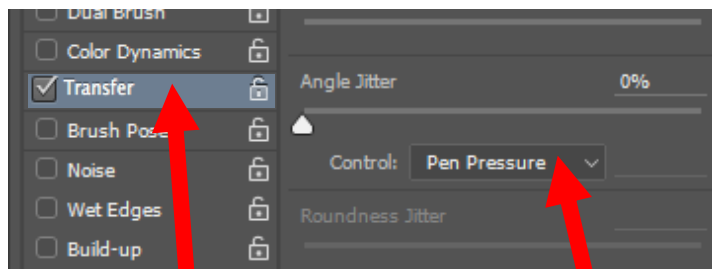 Dual Brush
Color Dynamics
Transfer
Brush Pose
Noise
Wet Edges
Build-up
Angle Jitter 0%
Control: Pen Pressure
Roundness Jitter